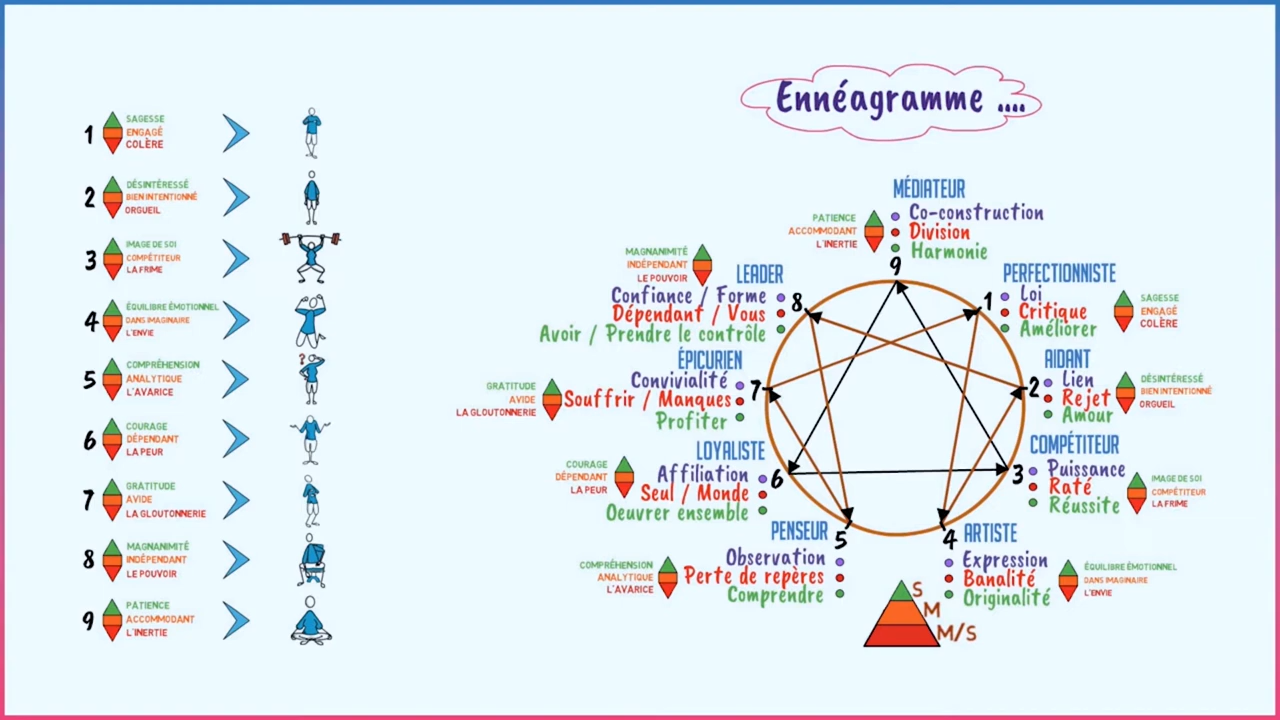 Ennéagramme ....
1
SAGESSE
ENGAGÉ
COLÈRE
2
DÉSINTÉRESSÉ
BIEN INTENTIONNÉ
ORGUEIL
3
IMAGE DE SOI
COMPÉTITEUR
LA FRIME
4
ÉQUILIBRE ÉMOTIONNEL
DANS IMAGINAIRE
L'ENVIE
5
COMPRÉHENSION
ANALYTIQUE
L'AVARICE
?
6
COURAGE
DÉPENDANT
LA PEUR
7
GRATITUDE
AVIDE
LA GLOUTONNERIE
8
MAGNANIMITÉ
INDÉPENDANT
LE POUVOIR
9
PATIENCE
ACCOMMODANT
L'INERTIE
MÉDIATEUR
Co-construction
Division
Harmonie
9
PATIENCE
ACCOMMODANT
L'INERTIE
PERFECTIONNISTE
1
Loi
Critique
Améliorer
SAGESSE
ENGAGÉ
COLÈRE
AIDANT
2
Lien
Rejet
Amour
DÉSINTÉRESSÉ
BIEN INTENTIONNÉ
ORGUEIL
COMPÉTITEUR
3
Puissance
Raté
Réussite
IMAGE DE SOI
COMPÉTITEUR
LA FRIME
4 ARTISTE
Expression
Banalité
Originalité
ÉQUILIBRE ÉMOTIONNEL
DANS IMAGINAIRE
L'ENVIE
PENSEUR 5
Observation
Perte de repères
Comprendre
COMPRÉHENSION
ANALYTIQUE
L'AVARICE
LOYALISTE
6
Affiliation
Seul / Monde
Oeuvrer ensemble
COURAGE
DÉPENDANT
LA PEUR
ÉPICURIEN
7
Convivialité
Souffrir / Manques
Profiter
GRATITUDE
AVIDE
LA GLOUTONNERIE
LEADER
8
Confiance / Forme
Dépendant / Vous
Avoir / Prendre le contrôle
MAGNANIMITÉ
INDÉPENDANT
LE POUVOIR
S
M
M/S